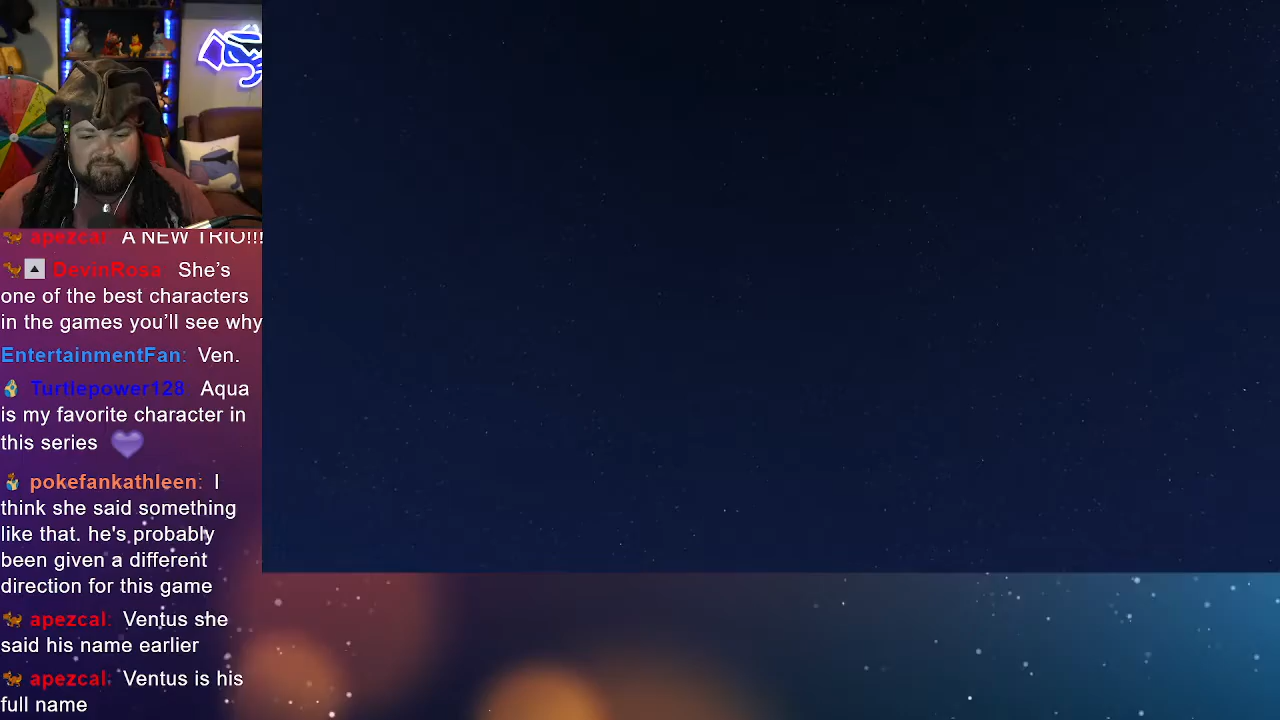 apezcal: A NEW TRIO!!!
DevinRosa She's
one of the best characters
in the games you'll see why
EntertainmentFan: Ven.
Turtlepower128 Aqua
is my favorite character in
this series
pokefankathleen: I
think she said something
like that. he's probably
been given a different
direction for this game
apezcal: Ventus she
said his name earlier
apezcal: Ventus is his
full name